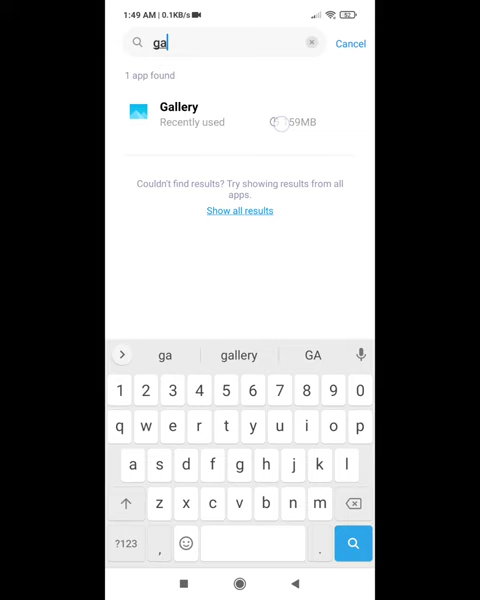 1:49 AM | 0.1KB/s
52
ga
Cancel
1 app found
Gallery
Recently used
59MB
Couldn't find results? Try showing results from all
apps.
Show all results
ga gallery GA
1 2 3 4 5 6 7 8 9 0
q w e r t y u i o p
a s d f g h j k l
z x c v b n m
?123 , .